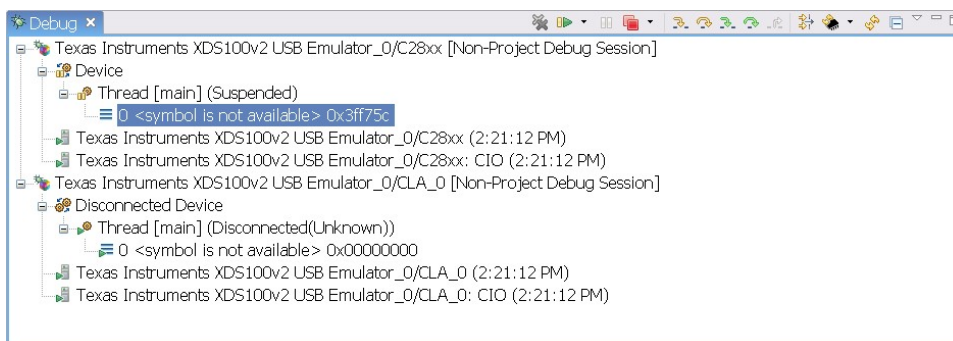 Debug
Texas Instruments XDS100v2 USB Emulator_0/C28xx [Non-Project Debug Session]
Device
Thread [main] (Suspended)
0 <symbol is not available> 0x3ff75c
Texas Instruments XDS100v2 USB Emulator_0/C28xx (2:21:12 PM)
Texas Instruments XDS100v2 USB Emulator_0/C28xx: CIO (2:21:12 PM)
Texas Instruments XDS100v2 USB Emulator_0/CLA_0 [Non-Project Debug Session]
Disconnected Device
Thread [main] (Disconnected(Unknown))
0 <symbol is not available> 0x00000000
Texas Instruments XDS100v2 USB Emulator_0/CLA_0 (2:21:12 PM)
Texas Instruments XDS100v2 USB Emulator_0/CLA_0: CIO (2:21:12 PM)